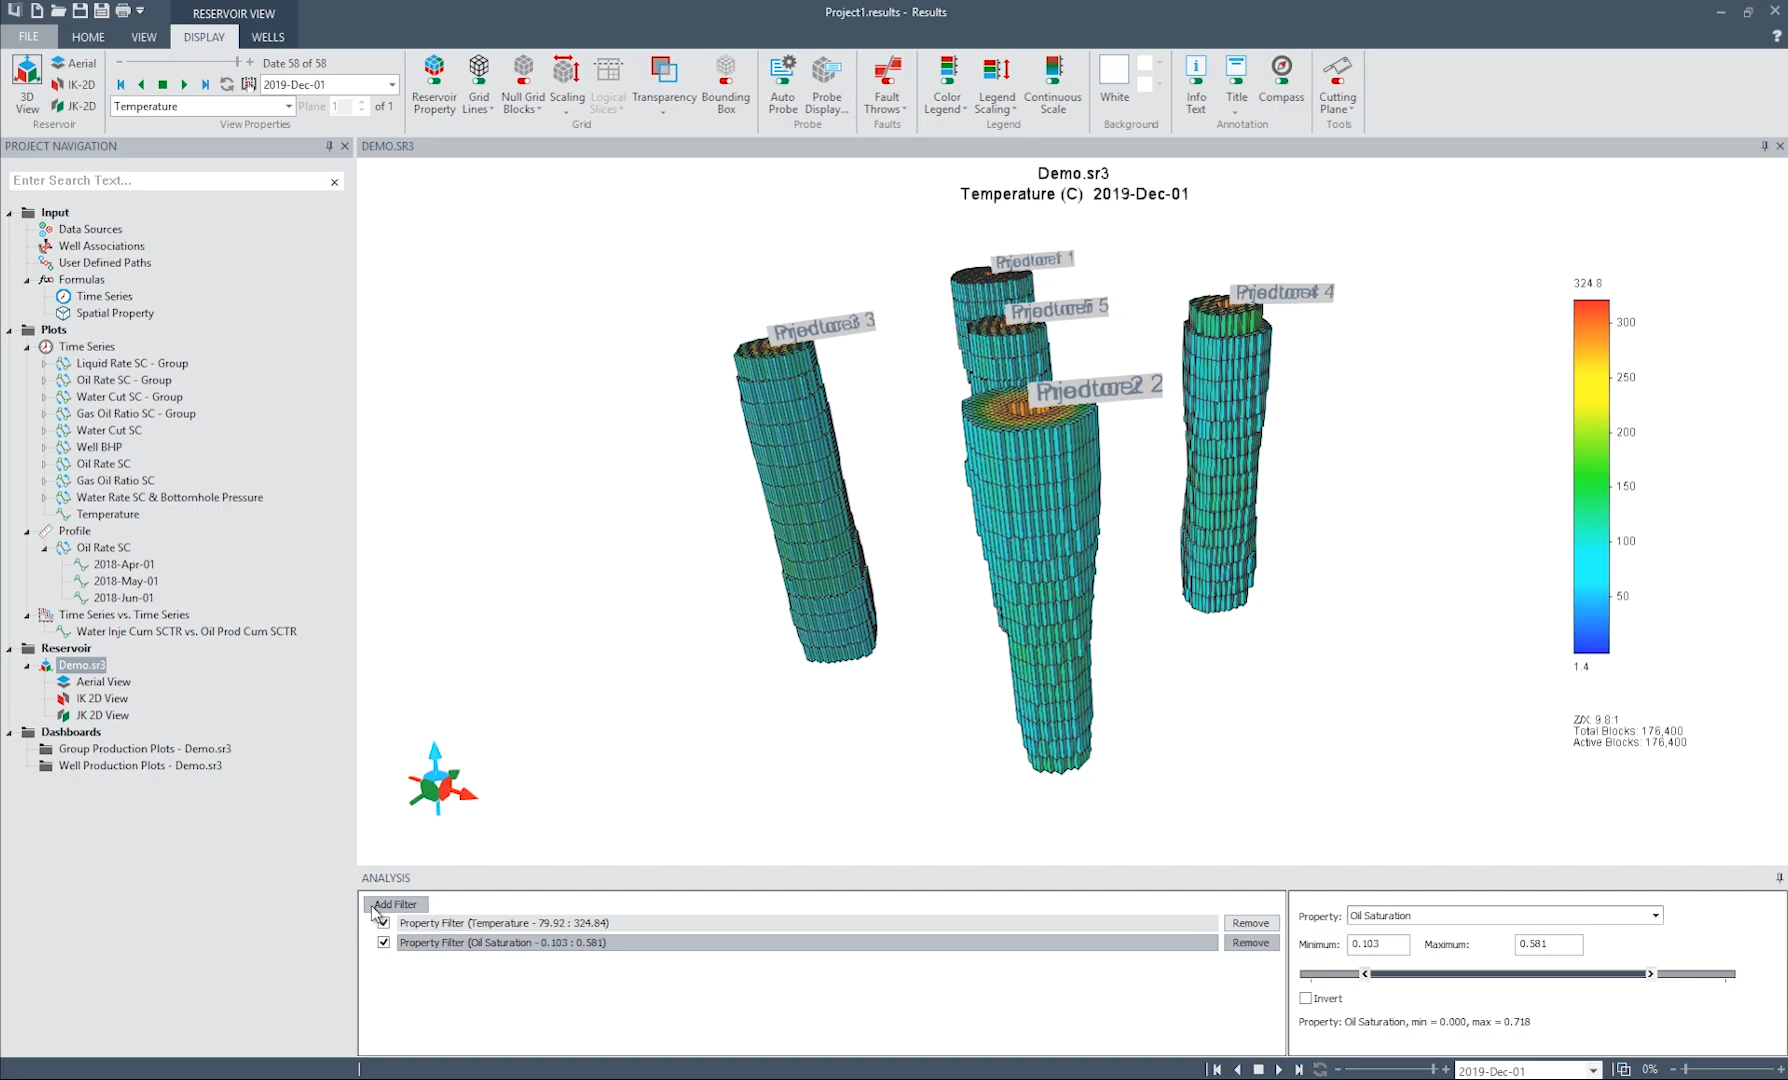 RESERVOIR VIEW
Project1.results - Results
FILE HOME VIEW DISPLAY WELLS
?
3D View
Aerial
IK-2D
JK-2D
Reservoir
Date 58 of 58
2019-Dec-01
Temperature
Plane 1 of 1
View Properties
Reservoir Property
Grid Lines
Null Grid Blocks
Scaling
Logical Slices
Transparency
Bounding Box
Grid
Auto Probe
Probe Display...
Probe
Fault Throws
Faults
Color Legend
Legend Scaling
Continuous Scale
Legend
White
Background
Info Text
Title
Compass
Annotation
Cutting Plane
Tools
PROJECT NAVIGATION
Enter Search Text...
Input
Data Sources
Well Associations
User Defined Paths
Formulas
Time Series
Spatial Property
Plots
Time Series
Liquid Rate SC - Group
Oil Rate SC - Group
Water Cut SC - Group
Gas Oil Ratio SC - Group
Water Cut SC
Well BHP
Oil Rate SC
Gas Oil Ratio SC
Water Rate SC & Bottomhole Pressure
Temperature
Profile
Oil Rate SC
2018-Apr-01
2018-May-01
2018-Jun-01
Time Series vs. Time Series
Water Inje Cum SCTR vs. Oil Prod Cum SCTR
Reservoir
Demo.sr3
Aerial View
IK 2D View
JK 2D View
Dashboards
Group Production Plots - Demo.sr3
Well Production Plots - Demo.sr3
DEMO.SR3
Demo.sr3
Temperature (C) 2019-Dec-01
324.8
300
250
200
150
100
50
1.4
Z/X: 9.8:1
Total Blocks: 176,400
Active Blocks: 176,400
ANALYSIS
Add Filter
Property Filter (Temperature - 79.92 : 324.84) Remove
Property Filter (Oil Saturation - 0.103 : 0.581) Remove
Property: Oil Saturation
Minimum: 0.103 Maximum: 0.581
Invert
Property: Oil Saturation, min = 0.000, max = 0.718
2019-Dec-01
0%